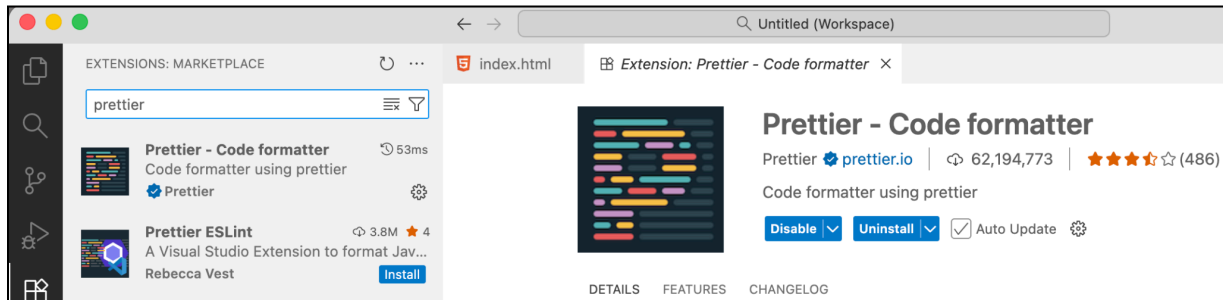 Untitled (Workspace)
EXTENSIONS: MARKETPLACE
prettier
Prettier - Code formatter
53ms
Code formatter using prettier
Prettier
Prettier ESLint
3.8M
4
A Visual Studio Extension to format Jav...
Rebecca Vest
Install
index.html
Extension: Prettier - Code formatter
Prettier - Code formatter
Prettier
prettier.io
62,194,773
(486)
Code formatter using prettier
Disable
Uninstall
Auto Update
DETAILS
FEATURES
CHANGELOG